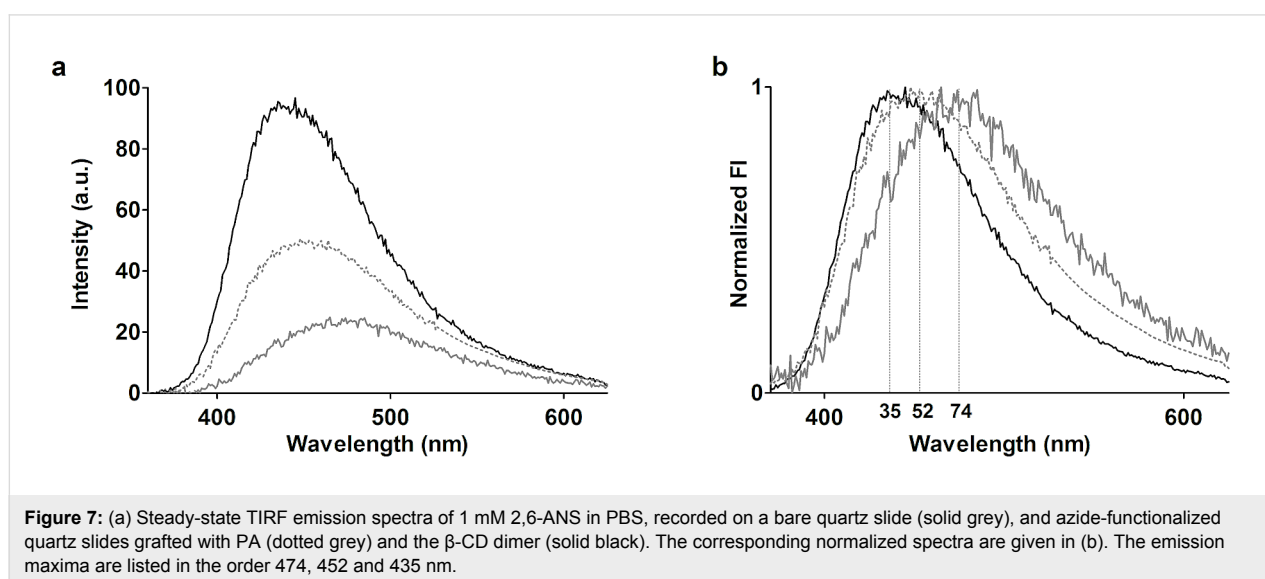 a
b
100
80
60
40
20
0
Intensity (a.u.)
400
500
600
Wavelength (nm)
1
0
Normalized FI
400
35
52
74
600
Wavelength (nm)
Figure 7: (a) Steady-state TIRF emission spectra of 1 mM 2,6-ANS in PBS, recorded on a bare quartz slide (solid grey), and azide-functionalized
quartz slides grafted with PA (dotted grey) and the β-CD dimer (solid black). The corresponding normalized spectra are given in (b). The emission
maxima are listed in the order 474, 452 and 435 nm.